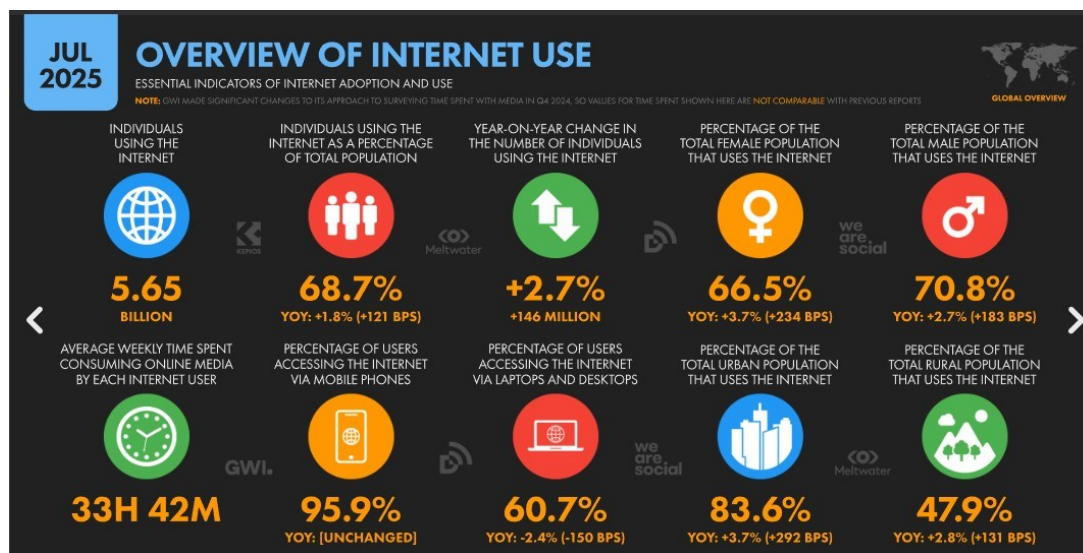 JUL
2025
OVERVIEW OF INTERNET USE
ESSENTIAL INDICATORS OF INTERNET ADOPTION AND USE
NOTE: GWI MADE SIGNIFICANT CHANGES TO ITS APPROACH TO SURVEYING TIME SPENT WITH MEDIA IN Q4 2024, SO VALUES FOR TIME SPENT SHOWN HERE ARE NOT COMPARABLE WITH PREVIOUS REPORTS
GLOBAL OVERVIEW
INDIVIDUALS
USING THE
INTERNET
5.65
BILLION
KEPIOS
INDIVIDUALS USING THE
INTERNET AS A PERCENTAGE
OF TOTAL POPULATION
68.7%
YOY: +1.8% (+121 BPS)
Meltwater
YEAR-ON-YEAR CHANGE IN
THE NUMBER OF INDIVIDUALS
USING THE INTERNET
+2.7%
+146 MILLION
PERCENTAGE OF THE
TOTAL FEMALE POPULATION
THAT USES THE INTERNET
66.5%
YOY: +3.7% (+234 BPS)
we
are.
social
PERCENTAGE OF THE
TOTAL MALE POPULATION
THAT USES THE INTERNET
70.8%
YOY: +2.7% (+183 BPS)
AVERAGE WEEKLY TIME SPENT
CONSUMING ONLINE MEDIA
BY EACH INTERNET USER
33H 42M
GWI.
PERCENTAGE OF USERS
ACCESSING THE INTERNET
VIA MOBILE PHONES
95.9%
YOY: [UNCHANGED]
PERCENTAGE OF USERS
ACCESSING THE INTERNET
VIA LAPTOPS AND DESKTOPS
60.7%
YOY: -2.4% (-150 BPS)
we
are.
social
PERCENTAGE OF THE
TOTAL URBAN POPULATION
THAT USES THE INTERNET
83.6%
YOY: +3.7% (+292 BPS)
Meltwater
PERCENTAGE OF THE
TOTAL RURAL POPULATION
THAT USES THE INTERNET
47.9%
YOY: +2.8% (+131 BPS)